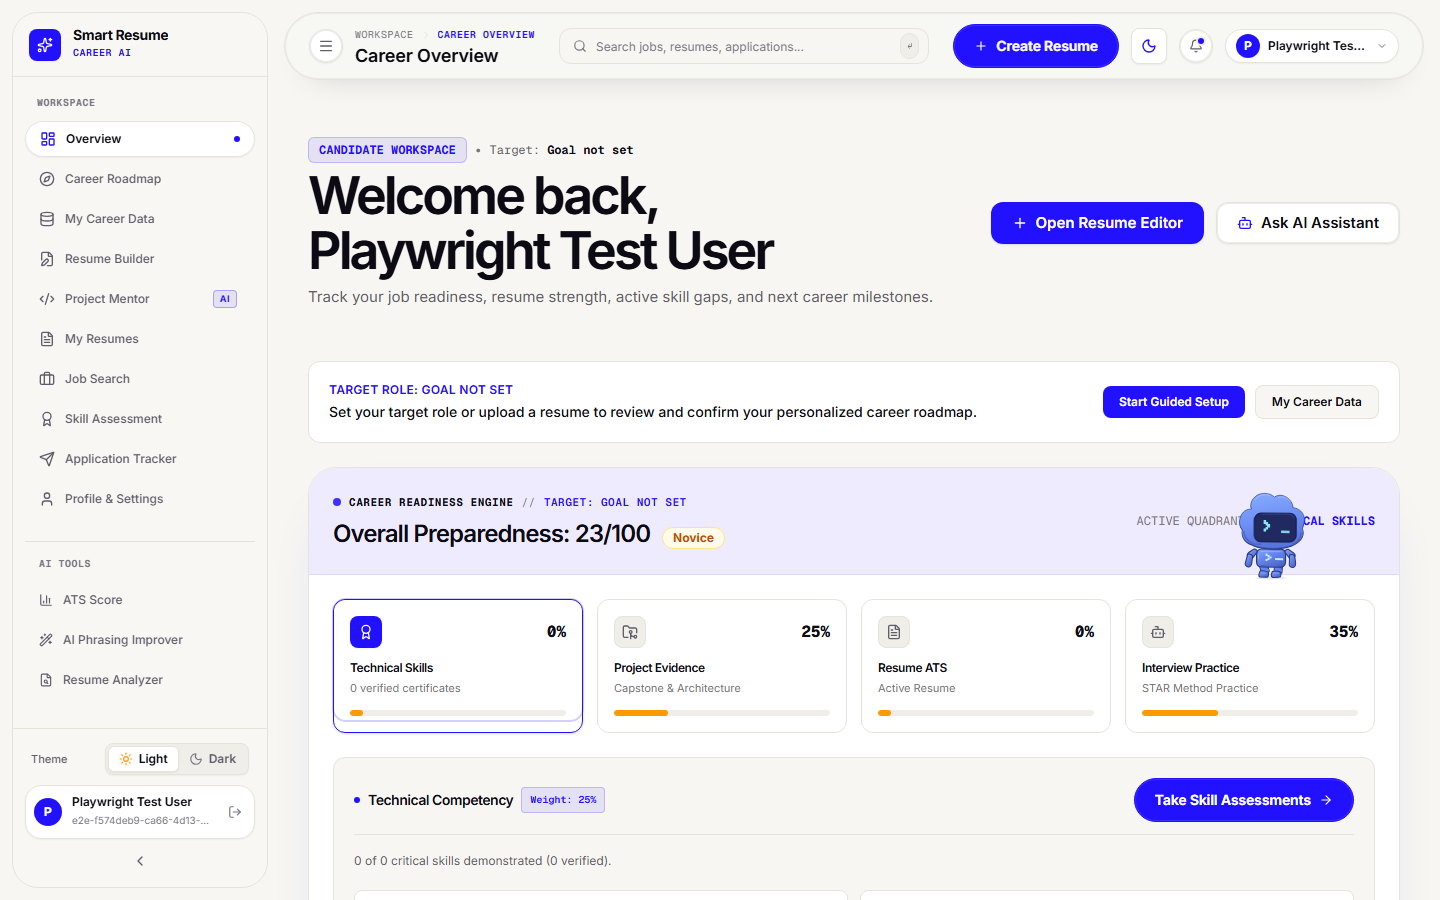 Smart Resume
CAREER AI
WORKSPACE
Overview
Career Roadmap
My Career Data
Resume Builder
Project Mentor AI
My Resumes
Job Search
Skill Assessment
Application Tracker
Profile & Settings
AI TOOLS
ATS Score
AI Phrasing Improver
Resume Analyzer
Theme Light Dark
P Playwright Test User
e2e-f574deb9-ca66-4d13-...
WORKSPACE CAREER OVERVIEW
Career Overview
Search jobs, resumes, applications...
Create Resume
P Playwright Tes...
CANDIDATE WORKSPACE • Target: Goal not set
Welcome back,
Playwright Test User
Track your job readiness, resume strength, active skill gaps, and next career milestones.
Open Resume Editor
Ask AI Assistant
TARGET ROLE: GOAL NOT SET
Set your target role or upload a resume to review and confirm your personalized career roadmap.
Start Guided Setup
My Career Data
CAREER READINESS ENGINE // TARGET: GOAL NOT SET
Overall Preparedness: 23/100 Novice
ACTIVE QUADRAN CAL SKILLS
0%
Technical Skills
0 verified certificates
25%
Project Evidence
Capstone & Architecture
0%
Resume ATS
Active Resume
35%
Interview Practice
STAR Method Practice
Technical Competency Weight: 25%
Take Skill Assessments
0 of 0 critical skills demonstrated (0 verified).